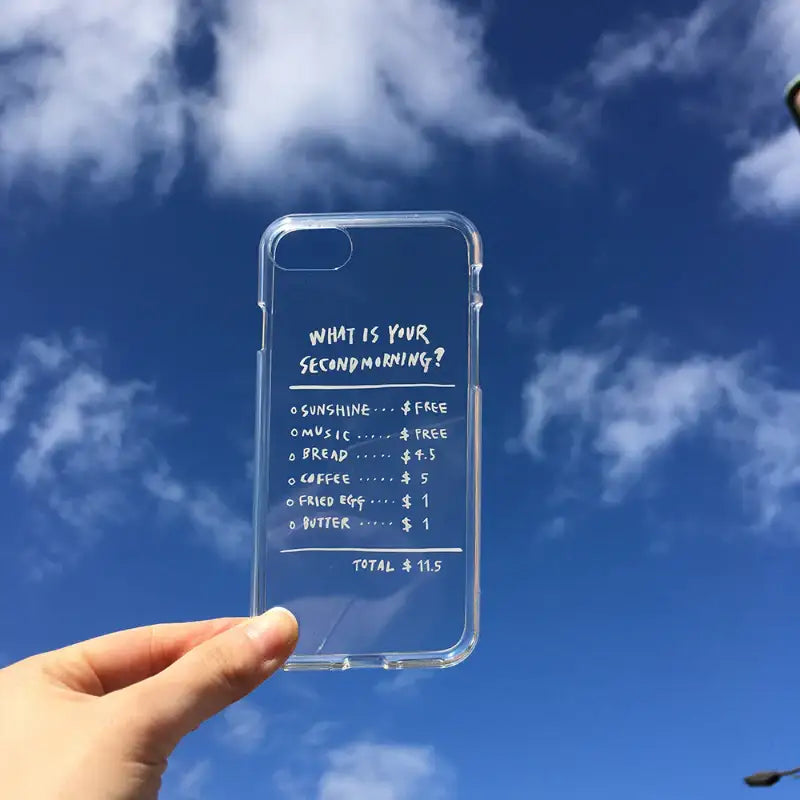 WHAT IS YOUR
SECONDMORNING?
SUNSHINE... $ FREE
MUSIC..... $ FREE
BREAD..... $ 4.5
COFFEE..... $ 5
FRIED EGG.... $ 1
BUTTER..... $ 1
TOTAL $ 11.5